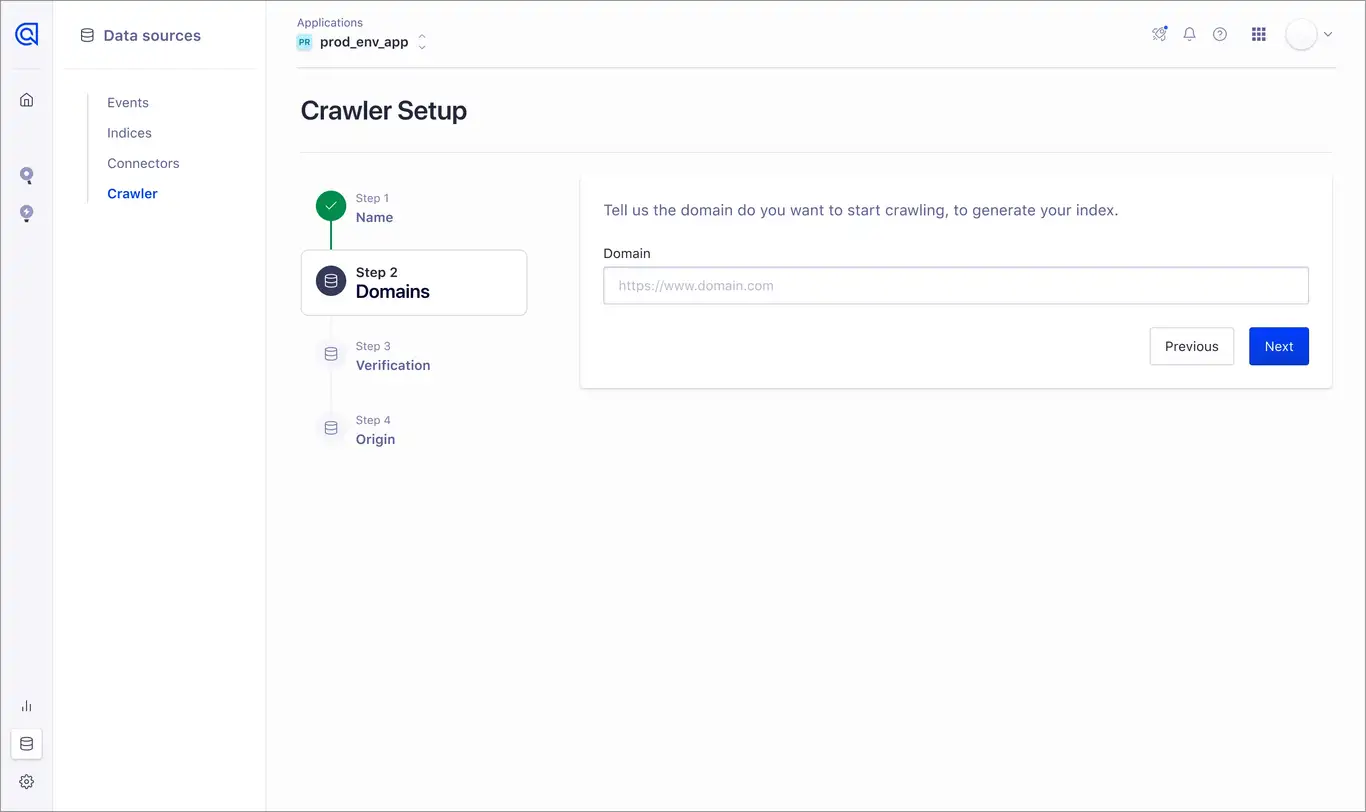 Data sources
Events
Indices
Connectors
Crawler
Applications
PR prod_env_app
Crawler Setup
Step 1
Name
Step 2
Domains
Step 3
Verification
Step 4
Origin
Tell us the domain do you want to start crawling, to generate your index.
Domain
https://www.domain.com
Previous
Next